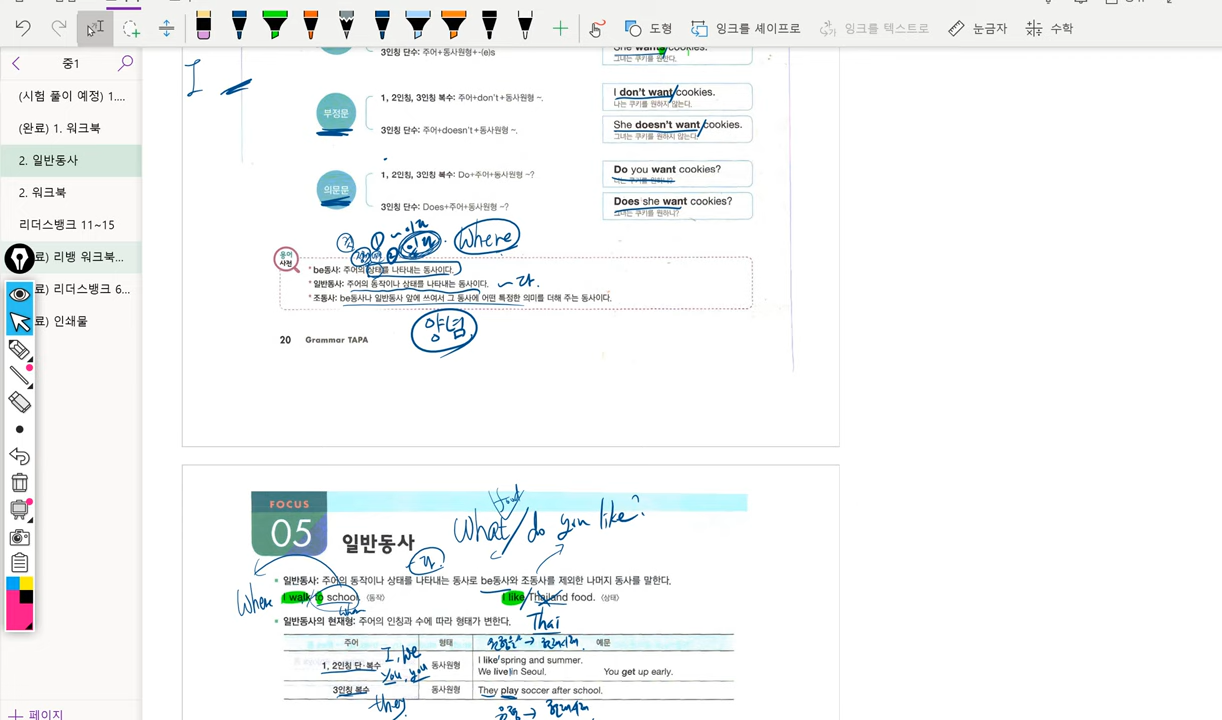 도형
잉크를 셰이프로
잉크를 텍스트로
눈금자
수학
중1
(시험 풀이 예정) 1....
(완료) 1. 워크북
2. 일반동사
2. 워크북
리더스뱅크 11~15
료) 리뱅 워크북...
료) 리더스뱅크 6...
료) 인쇄물
페이지
3인칭 단수: 주어+동사원형+-(e)s
She wants cookies.
그녀는 쿠키를 원한다.
I
부정문
1, 2인칭, 3인칭 복수: 주어+don't+동사원형 ~.
I don't want/cookies.
나는 쿠키를 원하지 않는다.
3인칭 단수: 주어+doesn't+동사원형 ~.
She doesn't want/cookies.
그녀는 쿠키를 원하지 않는다.
의문문
1, 2인칭, 3인칭 복수: Do+주어+동사원형 ~?
Do you want cookies?
너는 쿠키를 원하니?
3인칭 단수: Does+주어+동사원형 ~?
Does she want cookies?
그녀는 쿠키를 원하니?
① ~이다
② 있다. Where
용어
사전
* be동사: 주어의 상태를 나타내는 동사이다.
* 일반동사: 주어의 동작이나 상태를 나타내는 동사이다. ~다.
* 조동사: be동사나 일반동사 앞에 쓰여서 그 동사에 어떤 특정한 의미를 더해 주는 동사이다.
양념
20 Grammar TAPA
FOCUS
05
일반동사
food
What/do you like?
~다.
일반동사: 주어의 동작이나 상태를 나타내는 동사로 be동사와 조동사를 제외한 나머지 동사를 말한다.
Where I walk/to school. (동작)
I like/Thailand food. (상태)
Thai
일반동사의 현재형: 주어의 인칭과 수에 따라 형태가 변한다.
주어 형태 예문
1, 2인칭 단·복수 I, we you, you 동사원형
I like/spring and summer.
We live/in Seoul. You get up early.
3인칭 복수 they 동사원형 They play soccer after school.